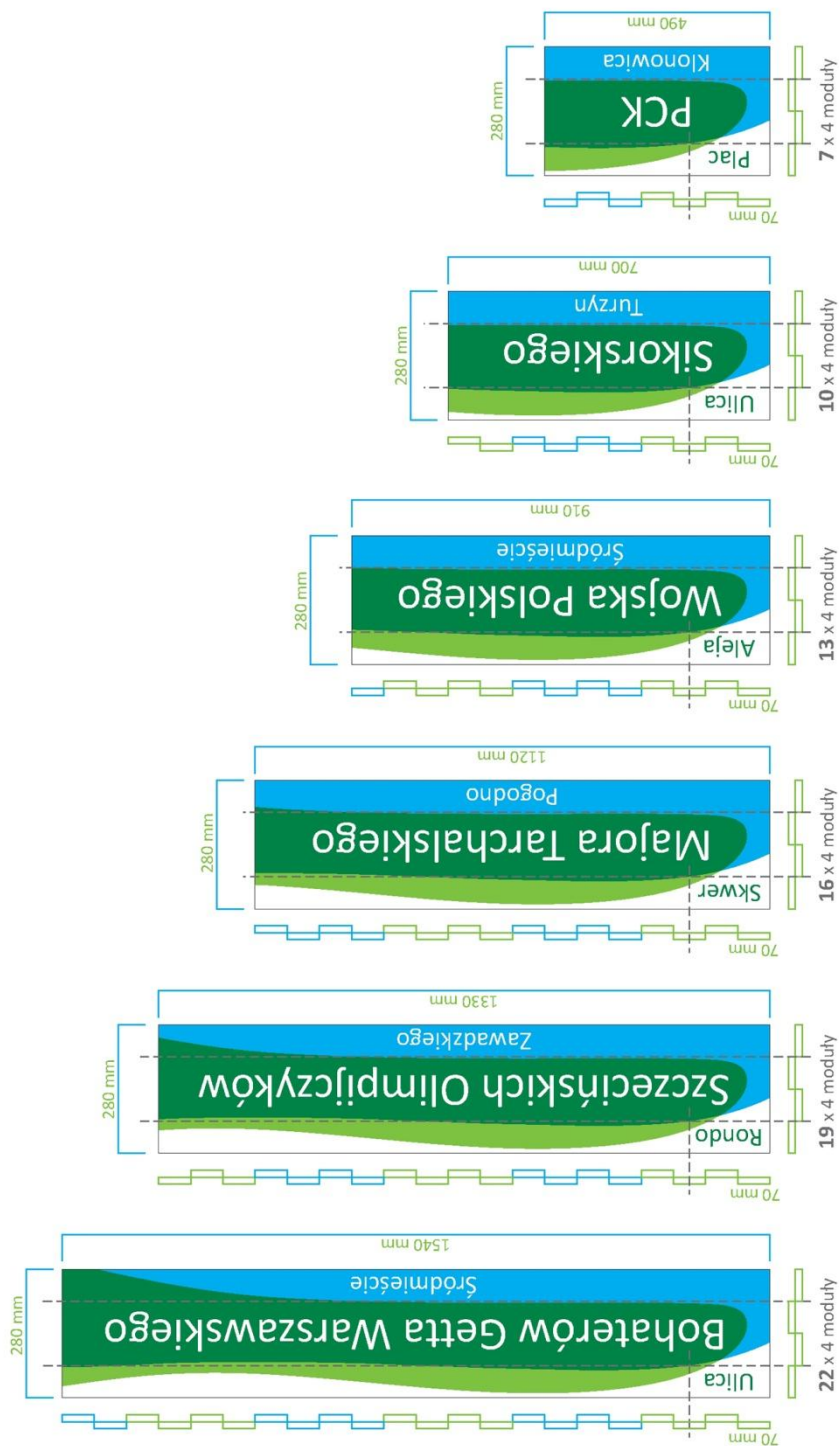 70 mm
22 x 4 moduły
Ulica
Bohaterów Getta Warszawskiego
Śródmieście
280 mm
1540 mm
70 mm
19 x 4 moduły
Rondo
Szczecińskich Olimpijczyków
Zawadzkiego
280 mm
1330 mm
70 mm
16 x 4 moduły
Skwer
Majora Tarchalskiego
Pogodno
280 mm
1120 mm
70 mm
13 x 4 moduły
Aleja
Wojska Polskiego
Śródmieście
280 mm
910 mm
70 mm
10 x 4 moduły
Ulica
Sikorskiego
Turzyn
280 mm
700 mm
70 mm
7 x 4 moduły
Plac
PCK
Klonowica
280 mm
490 mm